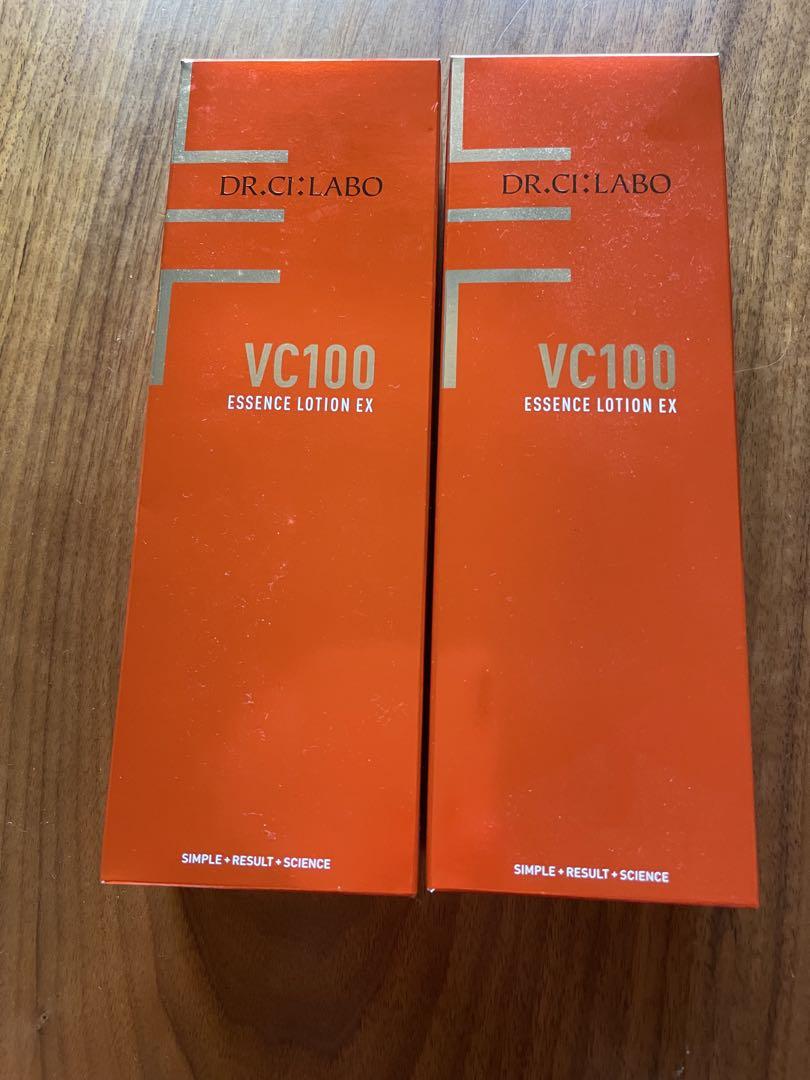 DR.CI:LABO
VC100
ESSENCE LOTION EX
SIMPLE+RESULT+SCIENCE
DR.CI:LABO
VC100
ESSENCE LOTION EX
SIMPLE+RESULT+SCIENCE